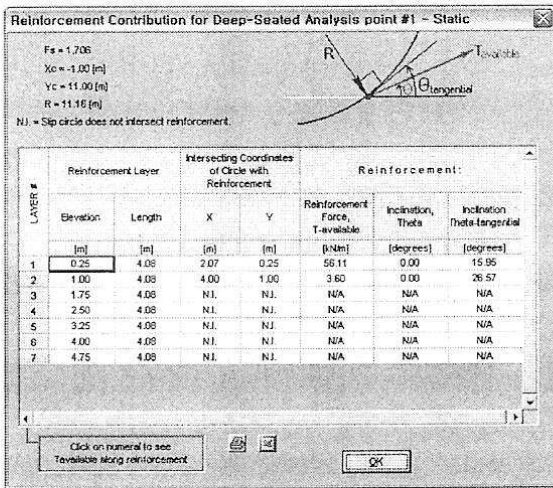 Reinforcement Contribution for Deep-Seated Analysis point #1 - Static
Fs = 1.706
Xc = -1.00 [m]
Yc = 11.00 [m]
R = 11.16 [m]
N.I. = Slip circle does not intersect reinforcement.
R
Tavailable
Θ
Θtangential
LAYER #
Reinforcement Layer
Intersecting Coordinates of Circle with Reinforcement
Reinforcement:
Elevation Length X Y Reinforcement Force, T-available Inclination, Theta Inclination Theta-tangential
[m] [m] [m] [m] [kN/m] [degrees] [degrees]
1 0.25 4.08 2.07 0.25 56.11 0.00 15.95
2 1.00 4.08 4.00 1.00 3.60 0.00 26.57
3 1.75 4.08 N.I. N.I. N/A N/A N/A
4 2.50 4.08 N.I. N.I. N/A N/A N/A
5 3.25 4.08 N.I. N.I. N/A N/A N/A
6 4.00 4.08 N.I. N.I. N/A N/A N/A
7 4.75 4.08 N.I. N.I. N/A N/A N/A
Click on numeral to see
Tavailable along reinforcement
OK